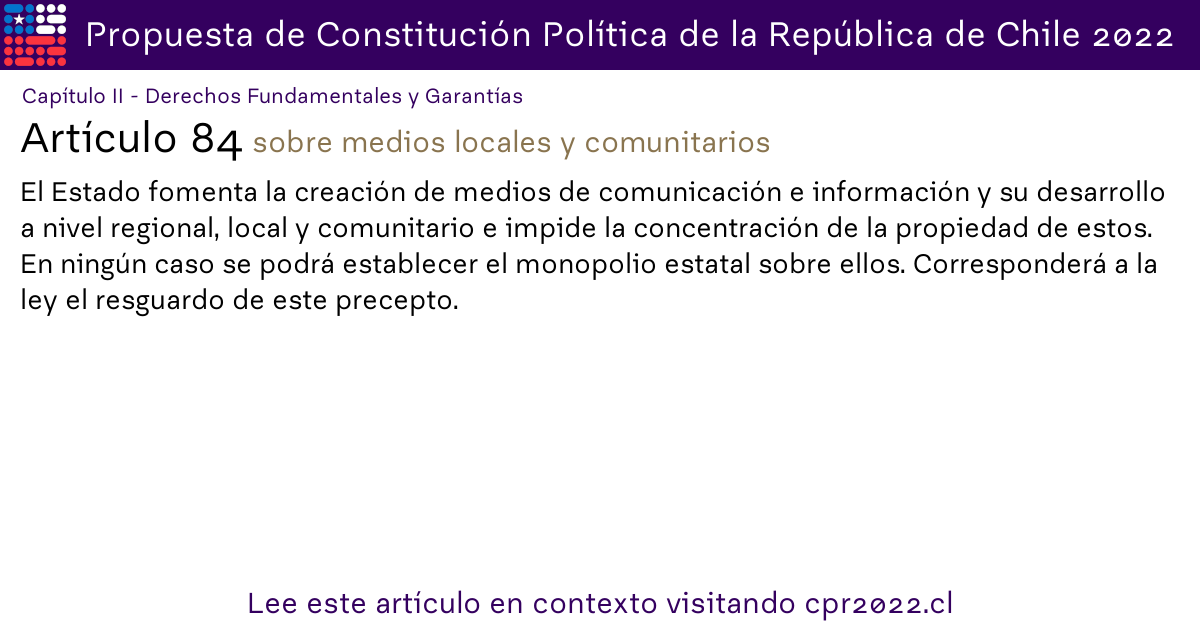 Propuesta de Constitución Política de la República de Chile 2022
Capítulo II - Derechos Fundamentales y Garantías
Artículo 84 sobre medios locales y comunitarios
El Estado fomenta la creación de medios de comunicación e información y su desarrollo
a nivel regional, local y comunitario e impide la concentración de la propiedad de estos.
En ningún caso se podrá establecer el monopolio estatal sobre ellos. Corresponderá a la
ley el resguardo de este precepto.
Lee este artículo en contexto visitando cpr2022.cl